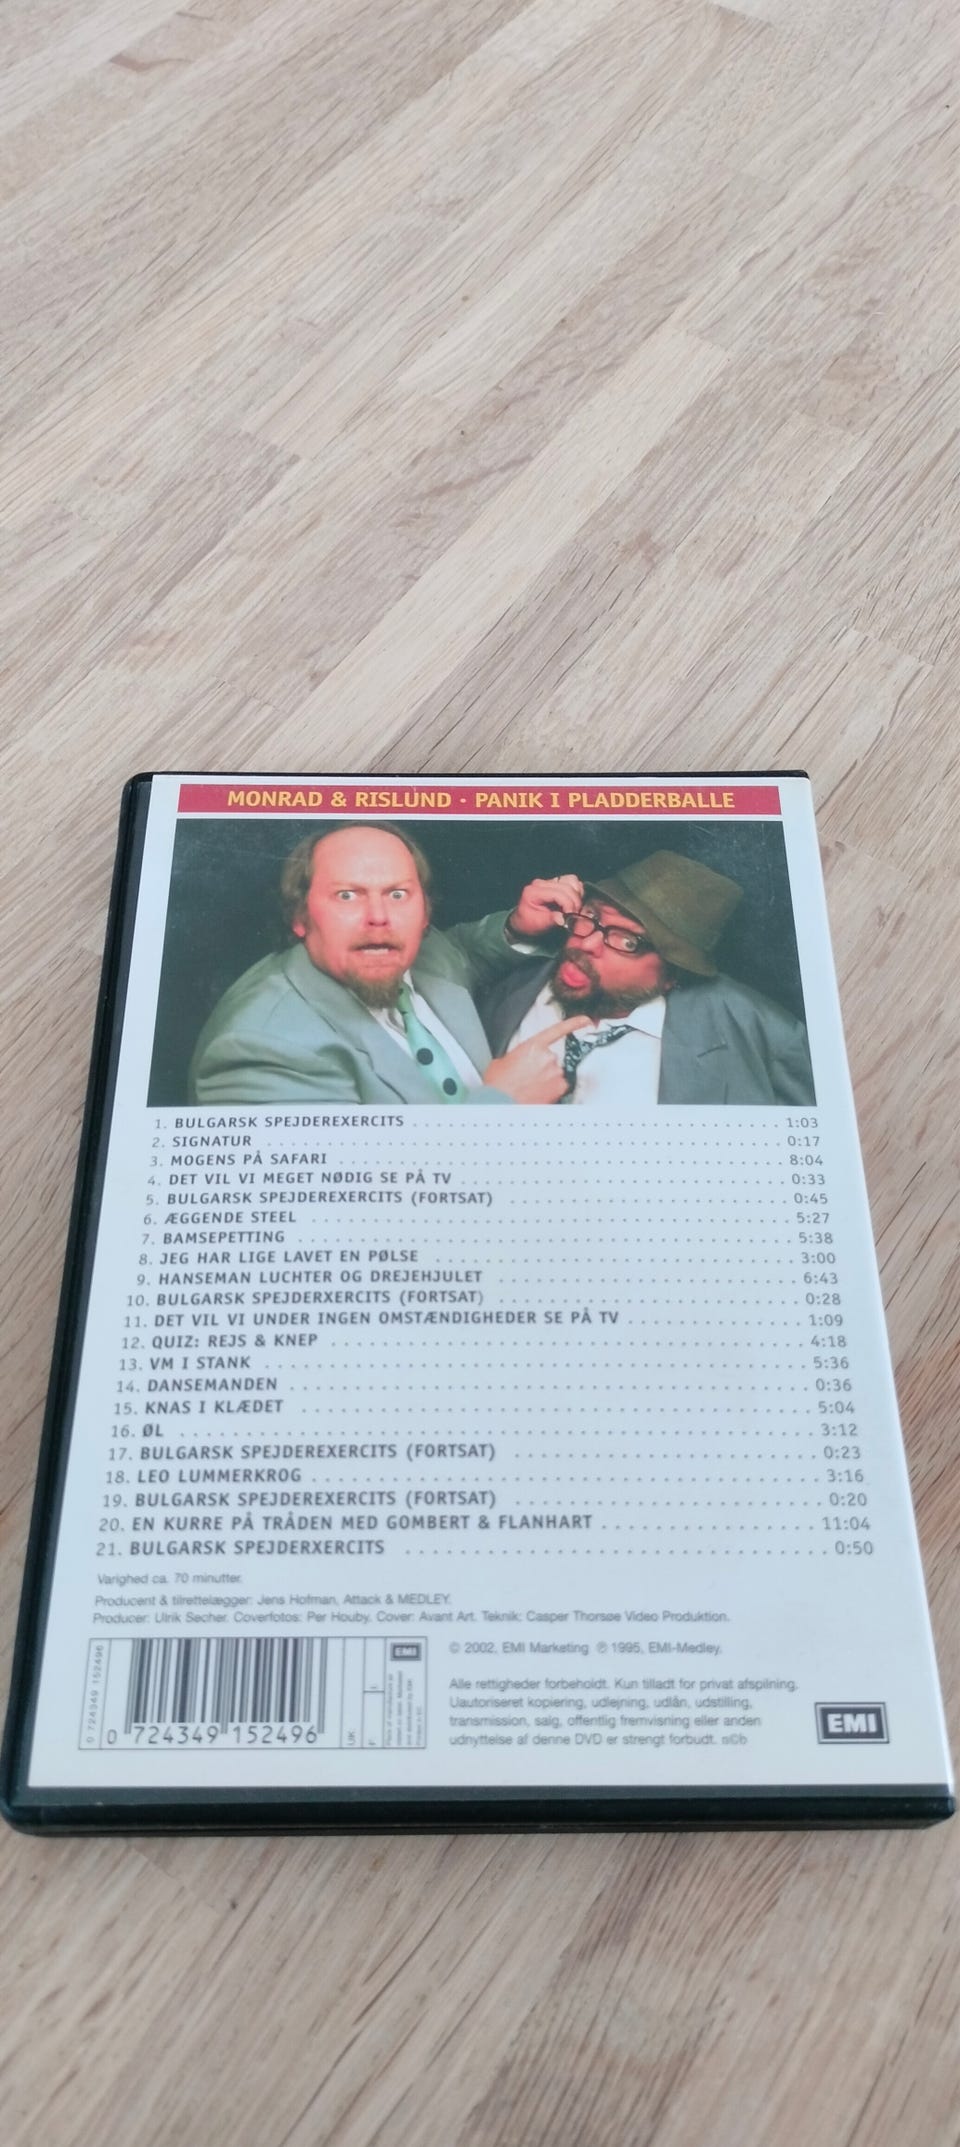 MONRAD & RISLUND · PANIK I PLADDERBALLE
1. BULGARSK SPEJDEREXERCITS 1:03
2. SIGNATUR 0:17
3. MOGENS PÅ SAFARI 8:04
4. DET VIL VI MEGET NØDIG SE PÅ TV 0:33
5. BULGARSK SPEJDEREXERCITS (FORTSAT) 0:45
6. ÆGGENDE STEEL 5:27
7. BAMSEPETTING 5:38
8. JEG HAR LIGE LAVET EN PØLSE 3:00
9. HANSEMAN LUCHTER OG DREJEHJULET 6:43
10. BULGARSK SPEJDERXERCITS (FORTSAT) 0:28
11. DET VIL VI UNDER INGEN OMSTÆNDIGHEDER SE PÅ TV 1:09
12. QUIZ: REJS & KNEP 4:18
13. VM I STANK 5:36
14. DANSEMANDEN 0:36
15. KNAS I KLÆDET 5:04
16. ØL 3:12
17. BULGARSK SPEJDEREXERCITS (FORTSAT) 0:23
18. LEO LUMMERKROG 3:16
19. BULGARSK SPEJDEREXERCITS (FORTSAT) 0:20
20. EN KURRE PÅ TRÅDEN MED GOMBERT & FLANHART 11:04
21. BULGARSK SPEJDERXERCITS 0:50
Varighed ca. 70 minutter.
Producent & tilrettelægger: Jens Hofman, Attack & MEDLEY.
Producer: Ulrik Secher. Coverfotos: Per Houby. Cover: Avant Art. Teknik: Casper Thorsøe Video Produktion.
0 724349 152496
0 724349 152496
UK
F
EMI
© 2002, EMI Marketing ℗ 1995, EMI-Medley.
Alle rettigheder forbeholdt. Kun tilladt for privat afspilning.
Uautoriseret kopiering, udlejning, udlån, udstilling,
transmission, salg, offentlig fremvisning eller anden
udnyttelse af denne DVD er strengt forbudt. n©b
EMI